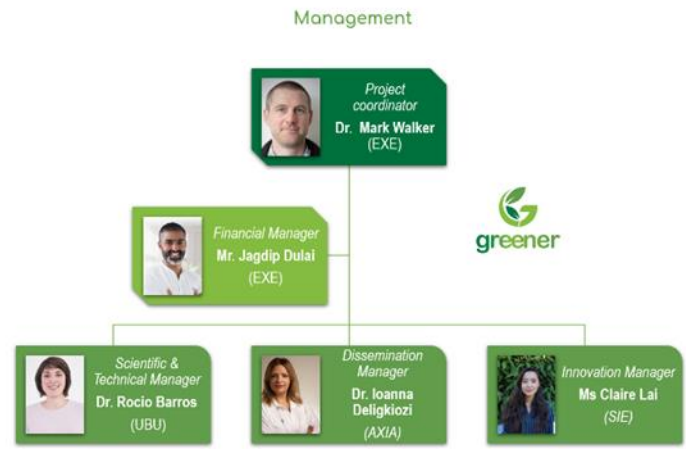 Management
Project
coordinator
Dr. Mark Walker
(EXE)
Financial Manager
Mr. Jagdip Dulai
(EXE)
greener
Scientific &
Technical Manager
Dr. Rocio Barros
(UBU)
Dissemination
Manager
Dr. Ioanna
Deligkiozi
(AXIA)
Innovation Manager
Ms Claire Lai
(SIE)